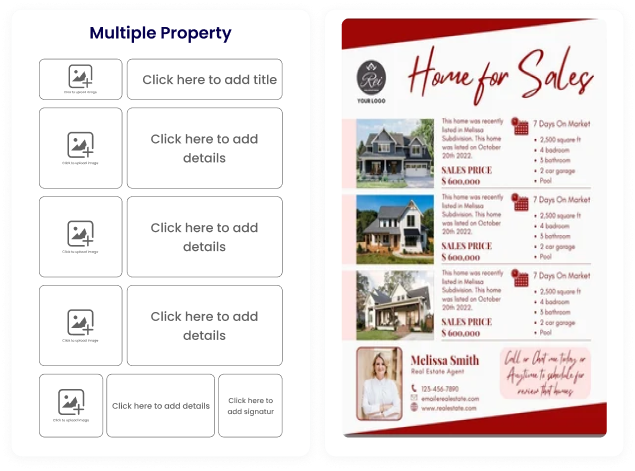 Multiple Property
Click to upload image
Click here to add title
Click to upload image
Click here to add
details
Click to upload image
Click here to add
details
Click to upload image
Click here to add
details
Click to upload image
Click here to add details
Click here to
add signatur
Rei
YOUR LOGO
Home for Sales
This home was recently
listed in Melissa
Subdivision. This home
was listed on October
20th 2022.
SALES PRICE
$ 600,000
7 Days On Market
• 2,500 square ft
• 4 badroom
• 3 bathroom
• 2 car garage
• Pool
This home was recently
listed in Melissa
Subdivision. This home
was listed on October
20th 2022.
SALES PRICE
$ 600,000
7 Days On Market
• 2,500 square ft
• 4 badroom
• 3 bathroom
• 2 car garage
• Pool
This home was recently
listed in Melissa
Subdivision. This home
was listed on October
20th 2022.
SALES PRICE
$ 600,000
7 Days On Market
• 2,500 square ft
• 4 badroom
• 3 bathroom
• 2 car garage
• Pool
Melissa Smith
Real Estate Agent
123-456-7890
emailerealestate.com
www.realestate.com
Call or Chat me today or
Anytime to schedule for
review that homes